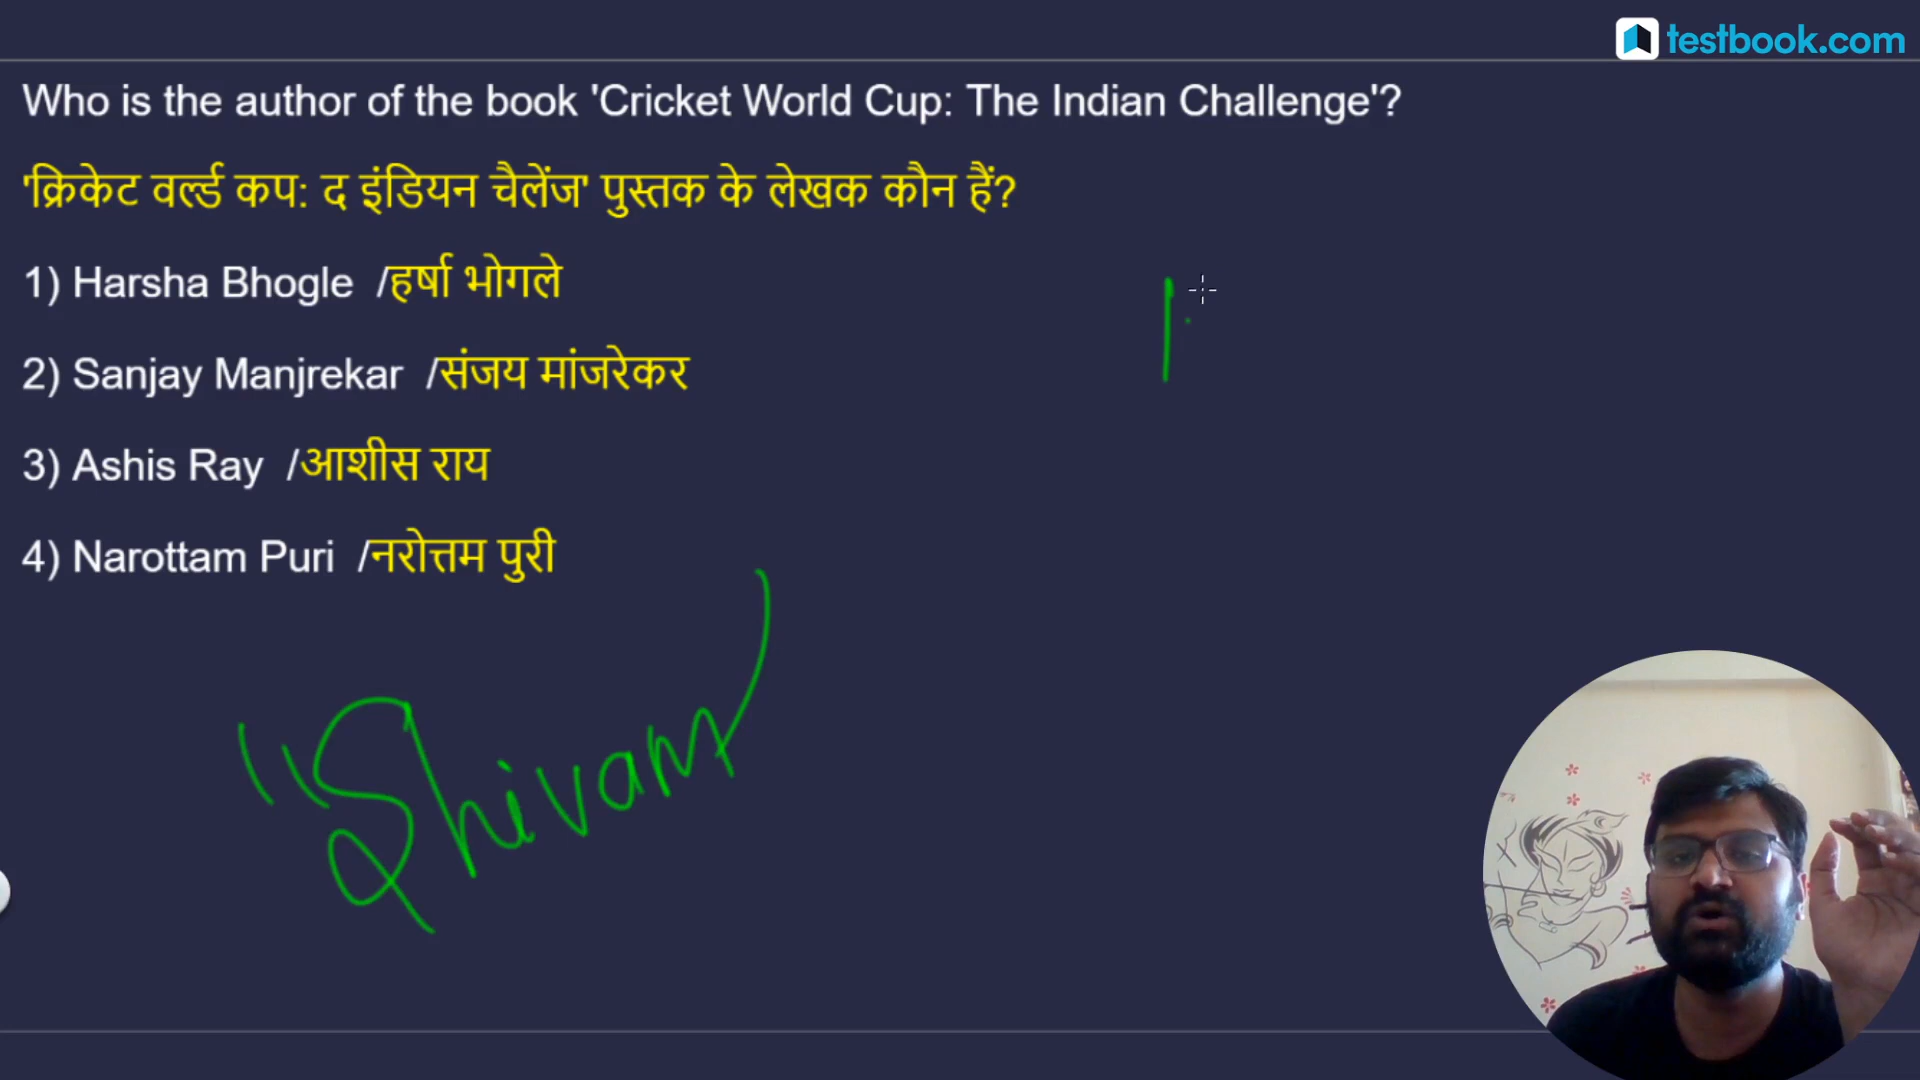 testbook.com
Who is the author of the book 'Cricket World Cup: The Indian Challenge'?
'क्रिकेट वर्ल्ड कप: द इंडियन चैलेंज' पुस्तक के लेखक कौन हैं?
1) Harsha Bhogle /हर्षा भोगले
2) Sanjay Manjrekar /संजय मांजरेकर
3) Ashis Ray /आशीस राय
4) Narottam Puri /नरोत्तम पुरी
"Shivam